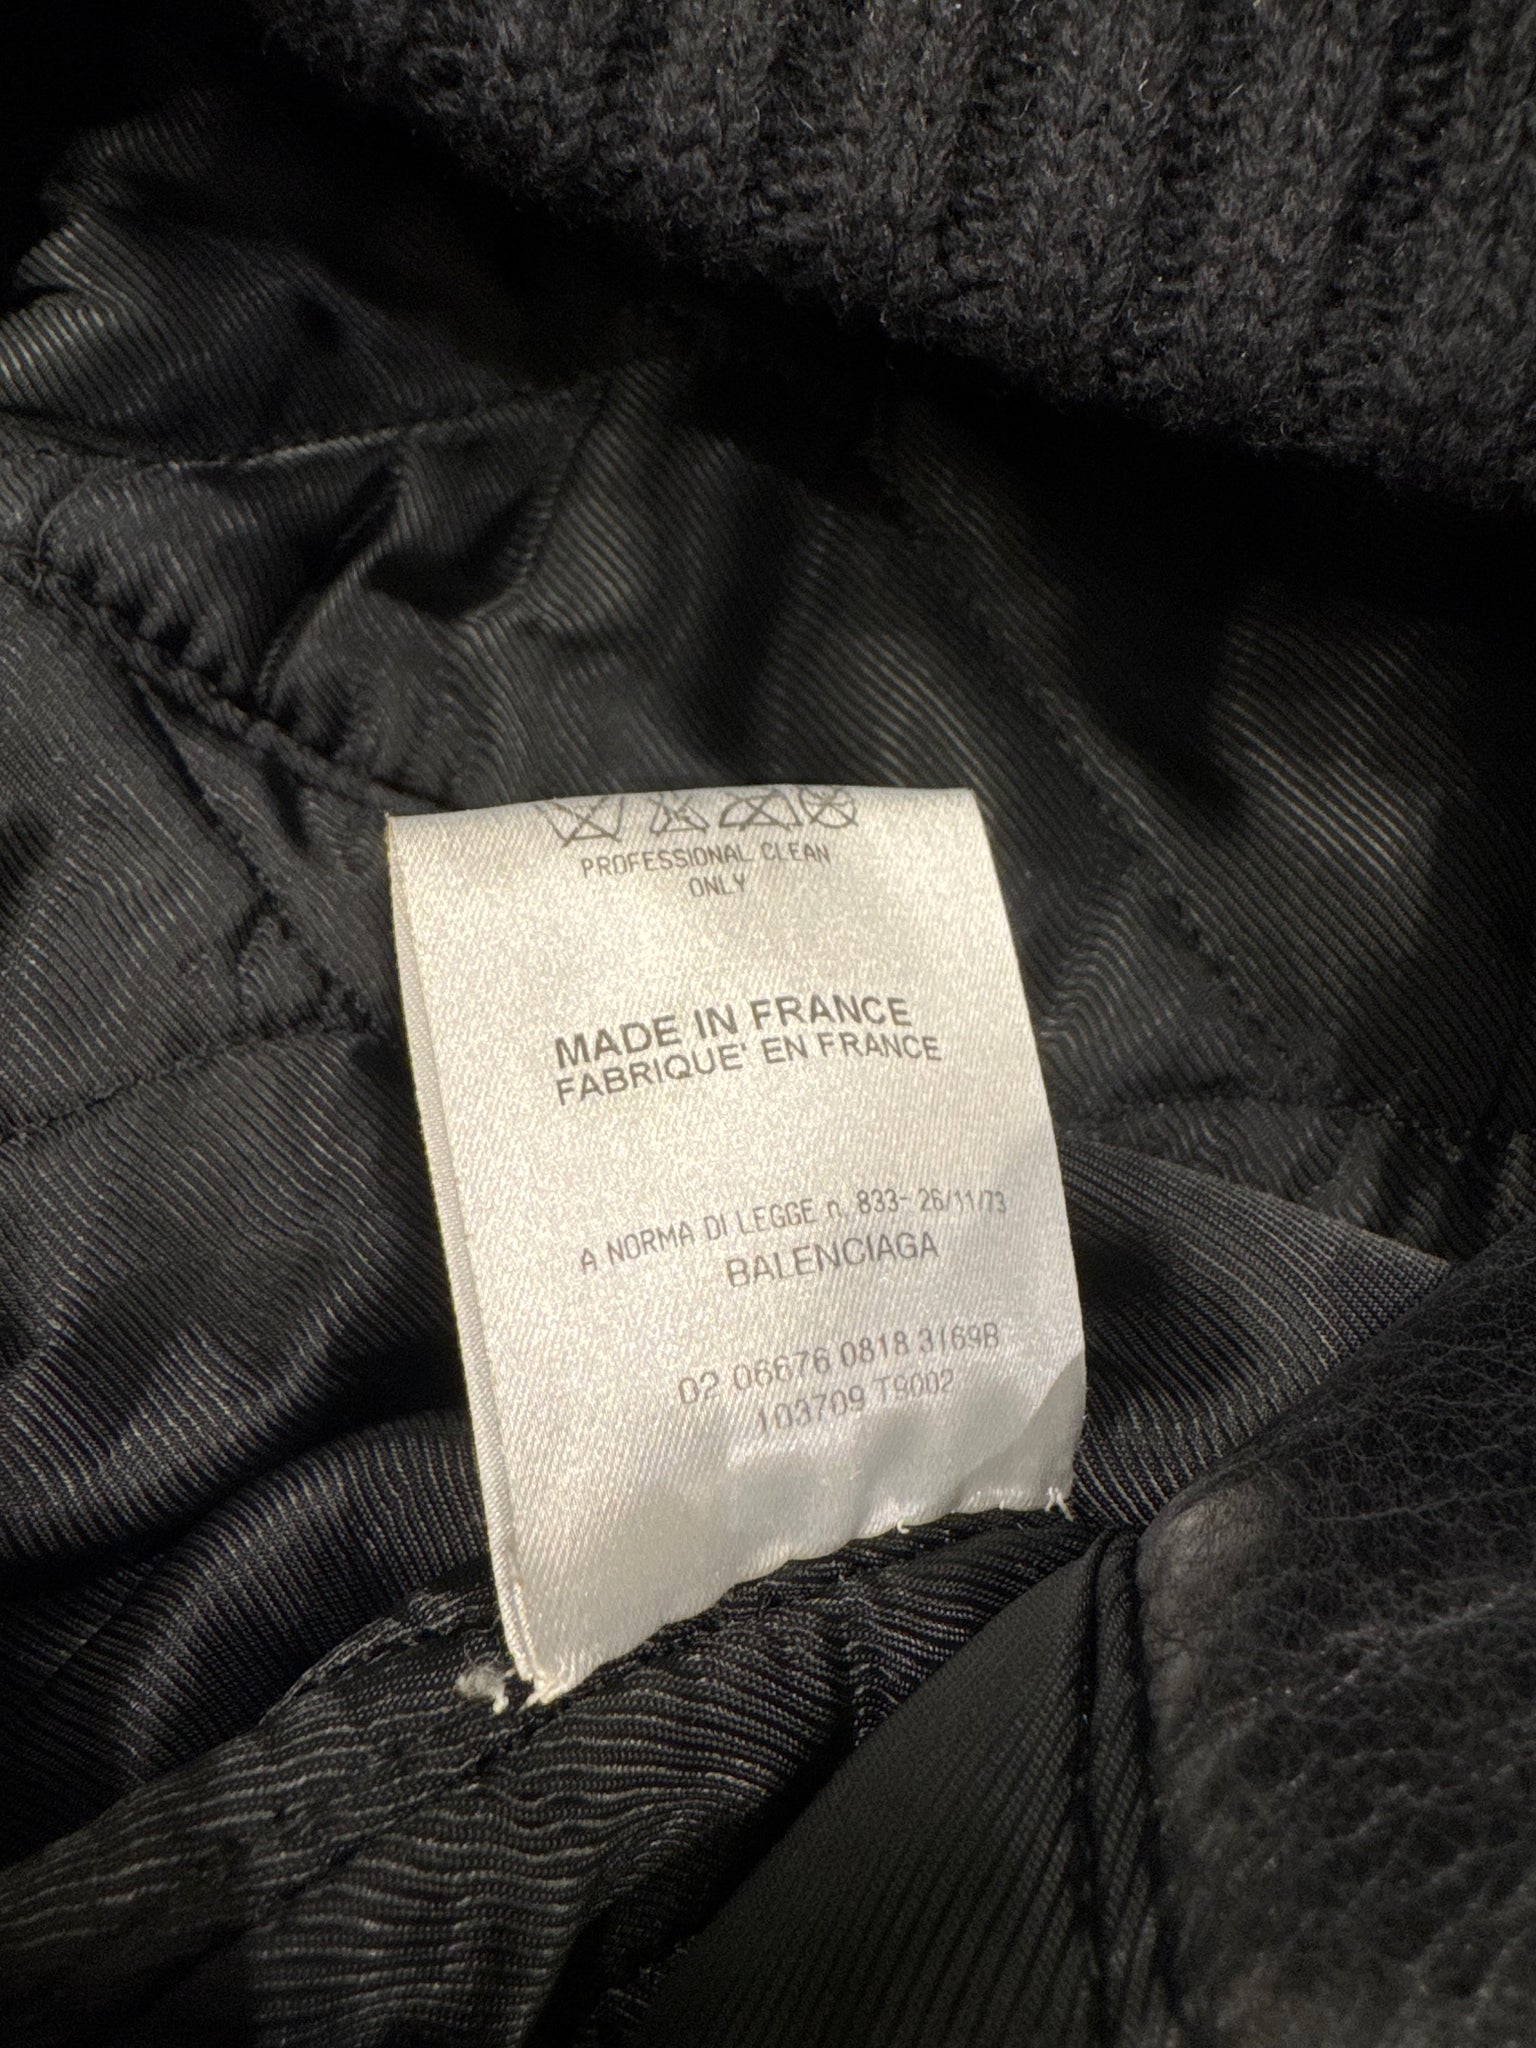 PROFESSIONAL CLEAN
ONLY
MADE IN FRANCE
FABRIQUE' EN FRANCE
A NORMA DI LEGGE n. 833- 26/11/73
BALENCIAGA
02 06676 0818 3169B
103709 T9002